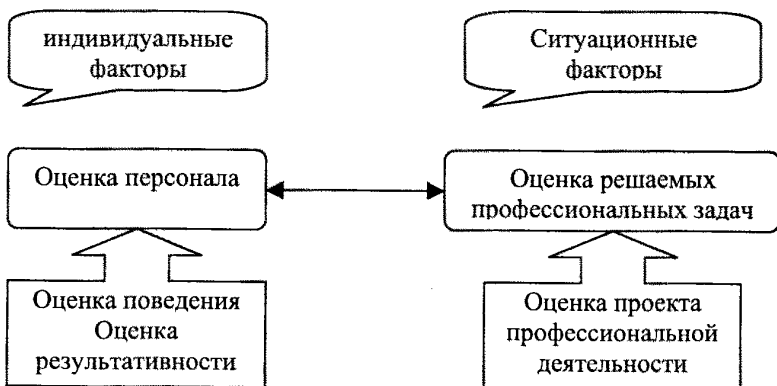 индивидуальные
факторы
Ситуационные
факторы
Оценка персонала
Оценка решаемых
профессиональных задач
Оценка поведения
Оценка
результативности
Оценка проекта
профессиональной
деятельности